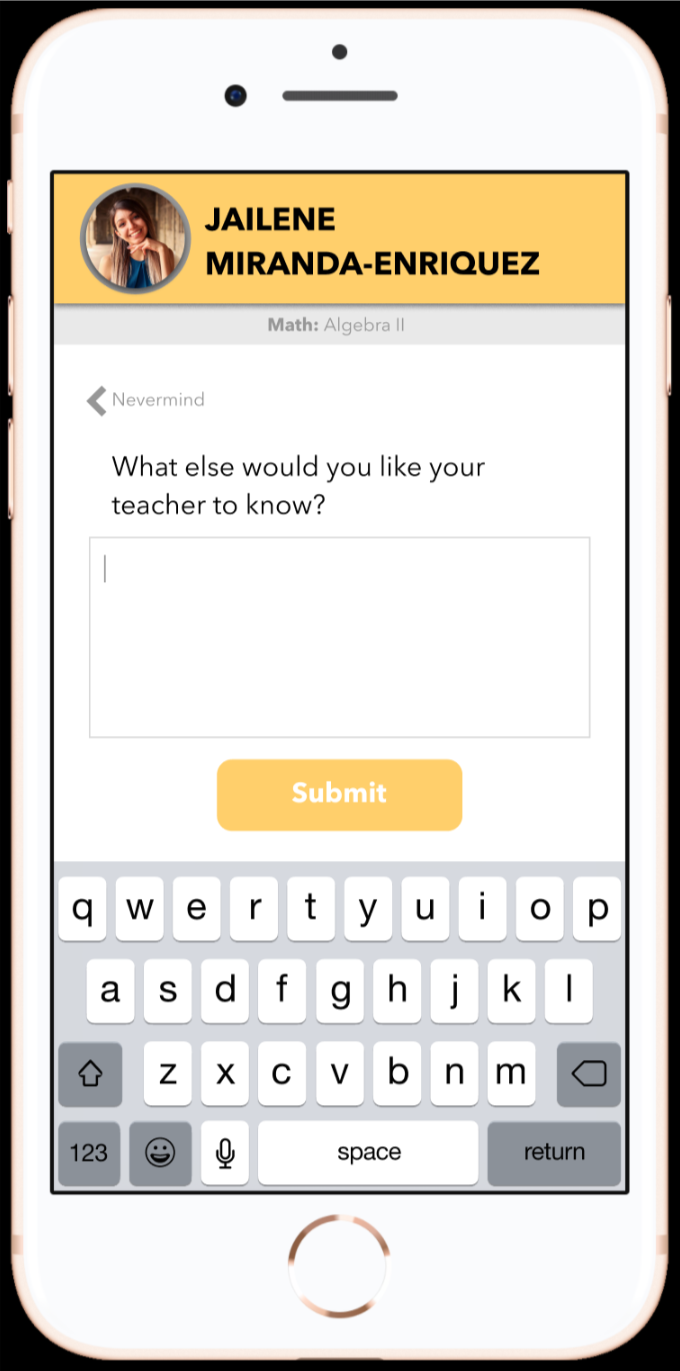 JAILENE
MIRANDA-ENRIQUEZ
Math: Algebra II
Nevermind
What else would you like your
teacher to know?
Submit
q w e r t y u i o p
a s d f g h j k l
z x c v b n m
123 space return